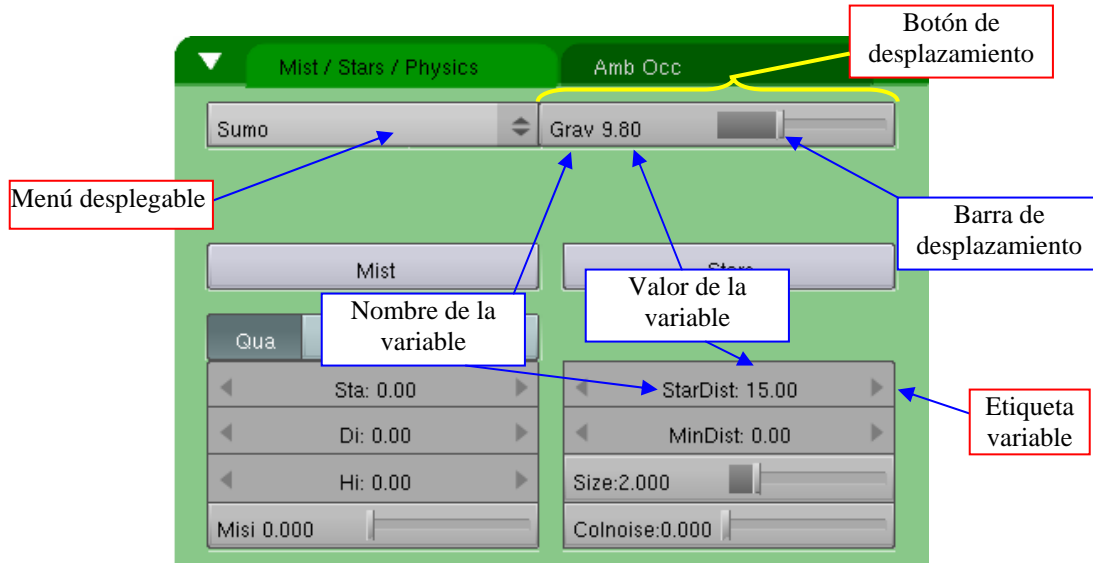 Botón de
desplazamiento
Mist / Stars / Physics
Amb Occ
Sumo
Grav 9.80
Menú desplegable
Barra de
desplazamiento
Mist
Nombre de la
variable
Valor de la
variable
Qua
Sta: 0.00
StarDist: 15.00
Etiqueta
variable
Di: 0.00
MinDist: 0.00
Hi: 0.00
Size:2.000
Misi 0.000
Colnoise:0.000